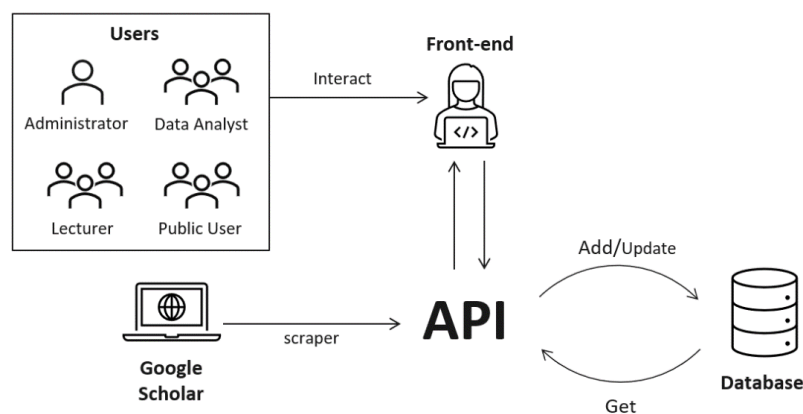 Users
Administrator
Data Analyst
Lecturer
Public User
Interact
Front-end
</>
Google
Scholar
scraper
API
Add/Update
Get
Database